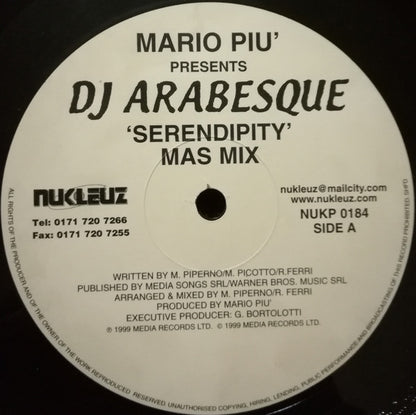 MARIO PIU'
PRESENTS
DJ ARABESQUE
'SERENDIPITY'
MAS MIX
NUKLEUZ
Tel: 0171 720 7266
Fax: 0171 720 7255
nukleuz@mailcity.com
www.nukleuz.com
NUKP 0184
SIDE A
WRITTEN BY M. PIPERNO/M. PICOTTO/R.FERRI
PUBLISHED BY MEDIA SONGS SRL/WARNER BROS. MUSIC SRL
ARRANGED & MIXED BY M. PIPERNO/R. FERRI
PRODUCED BY MARIO PIU'
EXECUTIVE PRODUCER: G. BORTOLOTTI
℗ 1999 MEDIA RECORDS LTD. © 1999 MEDIA RECORDS LTD.
ALL RIGHTS OF THE PRODUCER AND OF THE OWNER OF THE WORK REPRODUCED RESERVED. UNAUTHORISED COPYING, HIRING, LENDING, PUBLIC PERFORMANCE AND BROADCASTING OF THIS RECORD PROHIBITED. SHFD